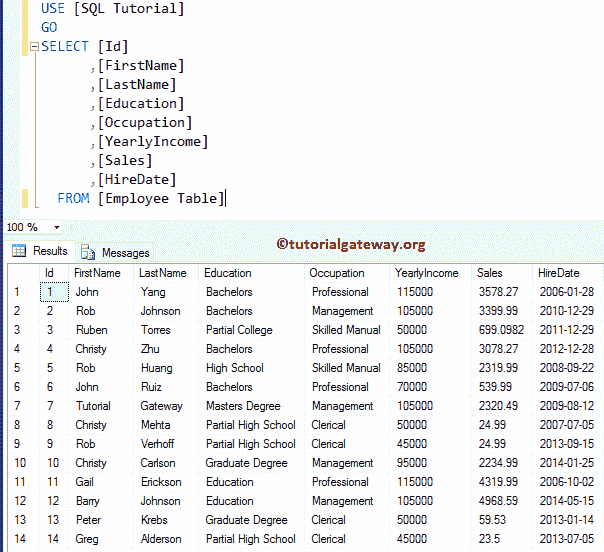 USE [SQL Tutorial]
GO
SELECT [Id]
,[FirstName]
,[LastName]
,[Education]
,[Occupation]
,[YearlyIncome]
,[Sales]
,[HireDate]
FROM [Employee Table]
100 %
©tutorialgateway.org
Results Messages
Id FirstName LastName Education Occupation YearlyIncome Sales HireDate
1 1 John Yang Bachelors Professional 115000 3578.27 2006-01-28
2 2 Rob Johnson Bachelors Management 105000 3399.99 2010-12-29
3 3 Ruben Torres Partial College Skilled Manual 50000 699.0982 2011-12-29
4 4 Christy Zhu Bachelors Professional 105000 3078.27 2012-12-28
5 5 Rob Huang High School Skilled Manual 85000 2319.99 2008-09-22
6 6 John Ruiz Bachelors Professional 70000 539.99 2009-07-06
7 7 Tutorial Gateway Masters Degree Management 105000 2320.49 2009-08-12
8 8 Christy Mehta Partial High School Clerical 50000 24.99 2007-07-05
9 9 Rob Verhoff Partial High School Clerical 45000 24.99 2013-09-15
10 10 Christy Carlson Graduate Degree Management 95000 2234.99 2014-01-25
11 11 Gail Erickson Education Professional 115000 4319.99 2006-10-02
12 12 Barry Johnson Education Management 105000 4968.59 2014-05-15
13 13 Peter Krebs Graduate Degree Clerical 50000 59.53 2013-01-14
14 14 Greg Alderson Partial High School Clerical 45000 23.5 2013-07-05